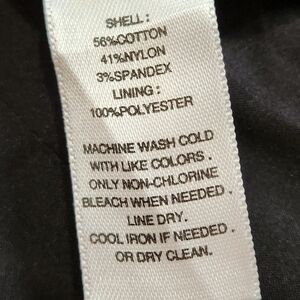 SHELL :
56%COTTON
41%NYLON
3%SPANDEX
LINING :
100%POLYESTER
MACHINE WASH COLD
WITH LIKE COLORS .
ONLY NON-CHLORINE
BLEACH WHEN NEEDED .
LINE DRY.
COOL IRON IF NEEDED .
OR DRY CLEAN.